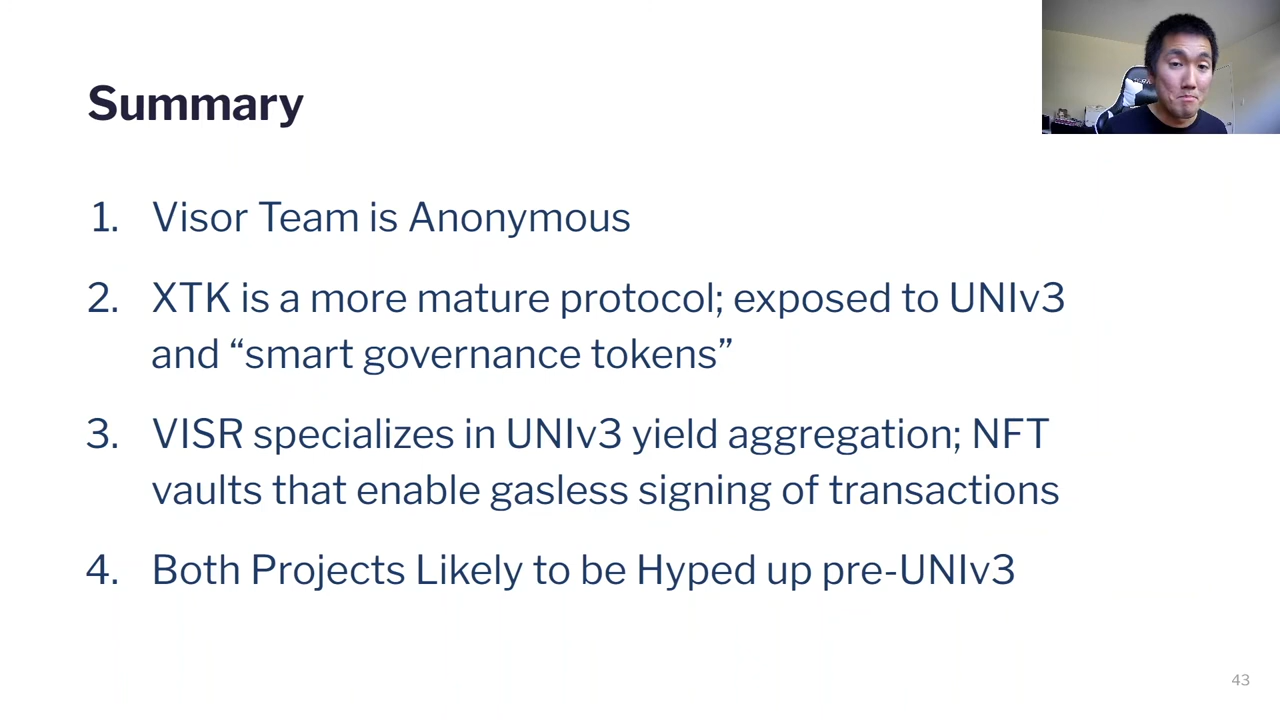 Summary
1. Visor Team is Anonymous
2. XTK is a more mature protocol; exposed to UNIv3
and “smart governance tokens”
3. VISR specializes in UNIv3 yield aggregation; NFT
vaults that enable gasless signing of transactions
4. Both Projects Likely to be Hyped up pre-UNIv3
43